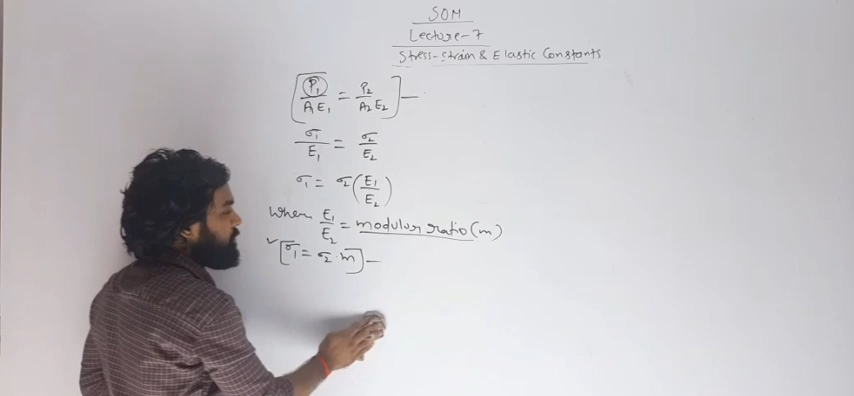 SOM
Lecture-7
Stress-strain & Elastic Constants
[P₁/A₁E₁ = P₂/A₂E₂] —
σ₁/E₁ = σ₂/E₂
σ₁ = σ₂(E₁/E₂)
when E₁/E₂ = modular ratio (m)
✓[σ₁ = σ₂ · m] —